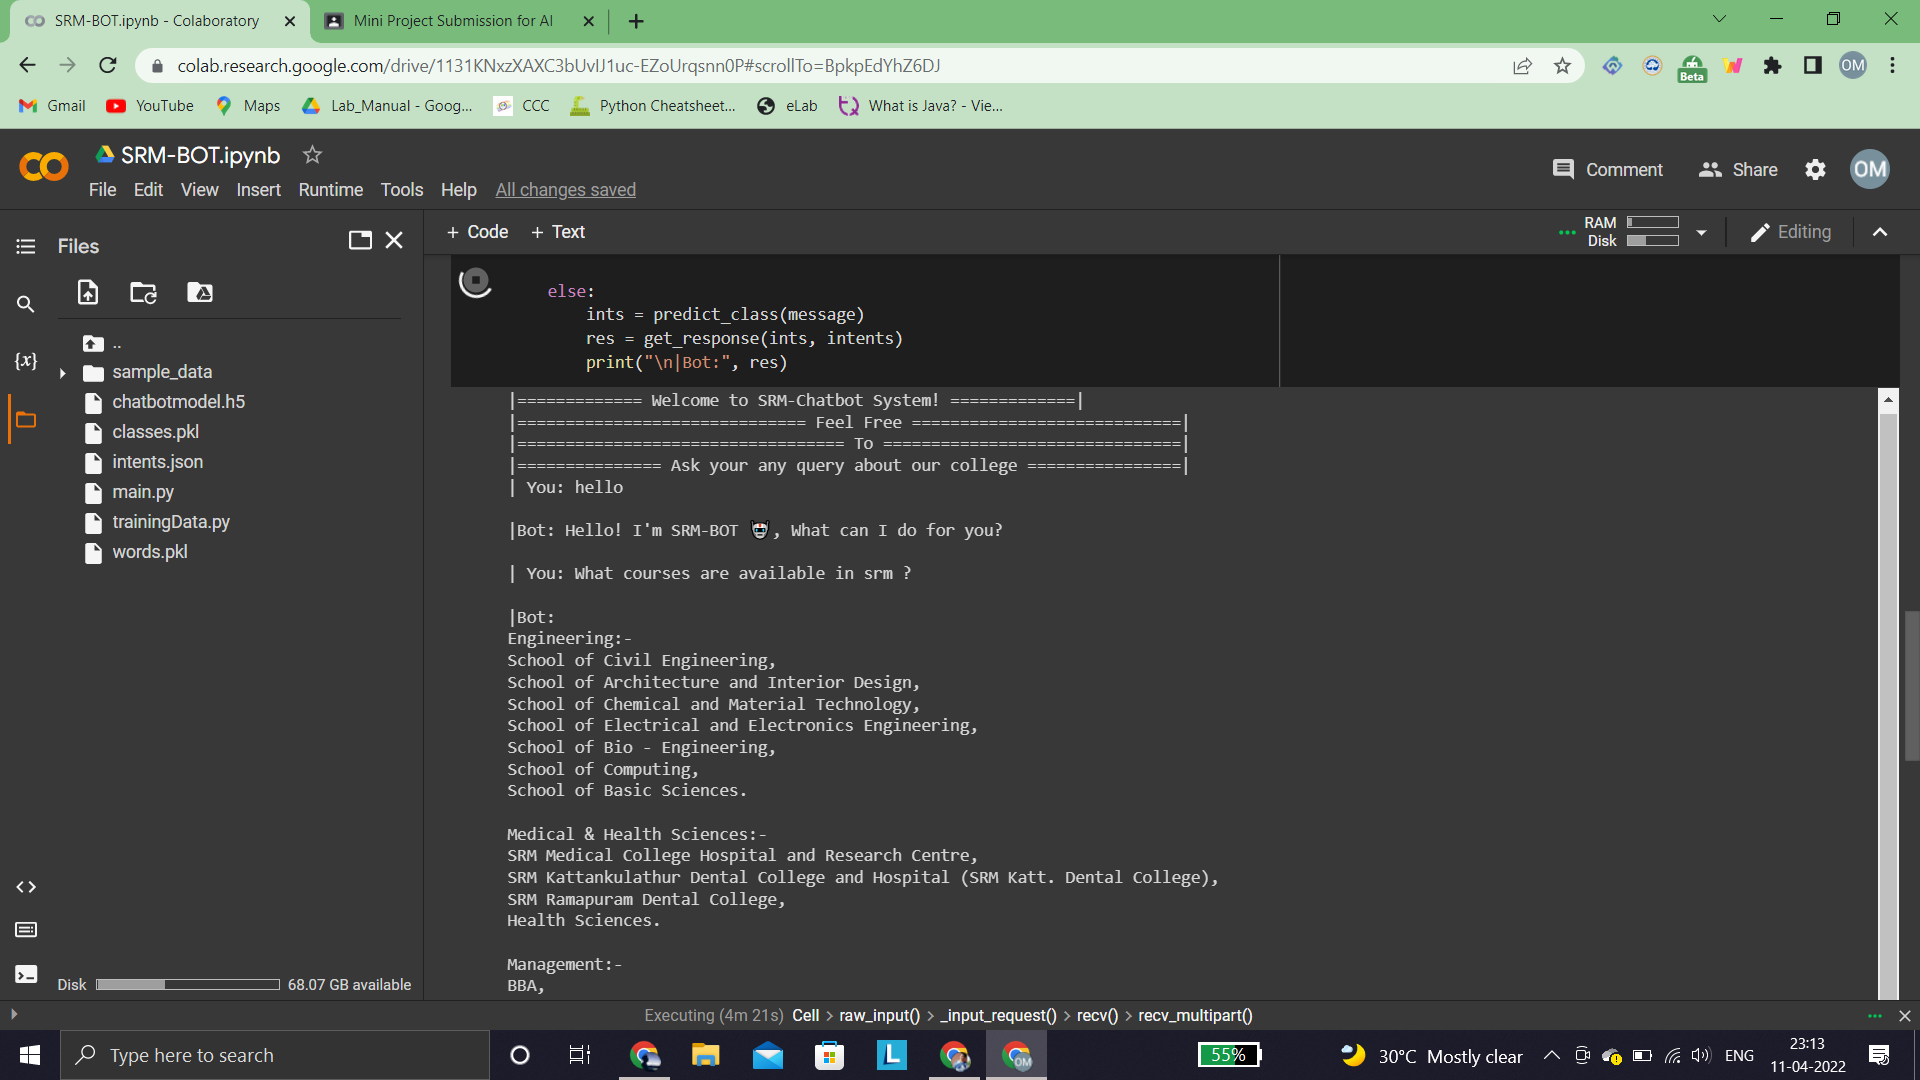 SRM-BOT.ipynb - Colaboratory
Mini Project Submission for AI
colab.research.google.com/drive/1131KNxzXAXC3bUvIJ1uc-EZoUrqsnn0P#scrollTo=BpkpEdYhZ6DJ
Beta
OM
Gmail
YouTube
Maps
Lab_Manual - Goog...
CCC
Python Cheatsheet...
eLab
What is Java? - Vie...
SRM-BOT.ipynb
File Edit View Insert Runtime Tools Help All changes saved
Comment
Share
OM
Files
+ Code + Text
RAM
Disk
Editing
{x}
..
sample_data
chatbotmodel.h5
classes.pkl
intents.json
main.py
trainingData.py
words.pkl
Disk
68.07 GB available
else:
ints = predict_class(message)
res = get_response(ints, intents)
print("\n|Bot:", res)
|============= Welcome to SRM-Chatbot System! =============|
|============================== Feel Free ============================|
|================================== To ===============================|
|=============== Ask your any query about our college ================|
| You: hello
|Bot: Hello! I'm SRM-BOT 🤖, What can I do for you?
| You: What courses are available in srm ?
|Bot:
Engineering:-
School of Civil Engineering,
School of Architecture and Interior Design,
School of Chemical and Material Technology,
School of Electrical and Electronics Engineering,
School of Bio - Engineering,
School of Computing,
School of Basic Sciences.
Medical & Health Sciences:-
SRM Medical College Hospital and Research Centre,
SRM Kattankulathur Dental College and Hospital (SRM Katt. Dental College),
SRM Ramapuram Dental College,
Health Sciences.
Management:-
BBA,
Executing (4m 21s) Cell > raw_input() > _input_request() > recv() > recv_multipart()
Type here to search
L
OM
55%
30°C Mostly clear
ENG
23:13
11-04-2022